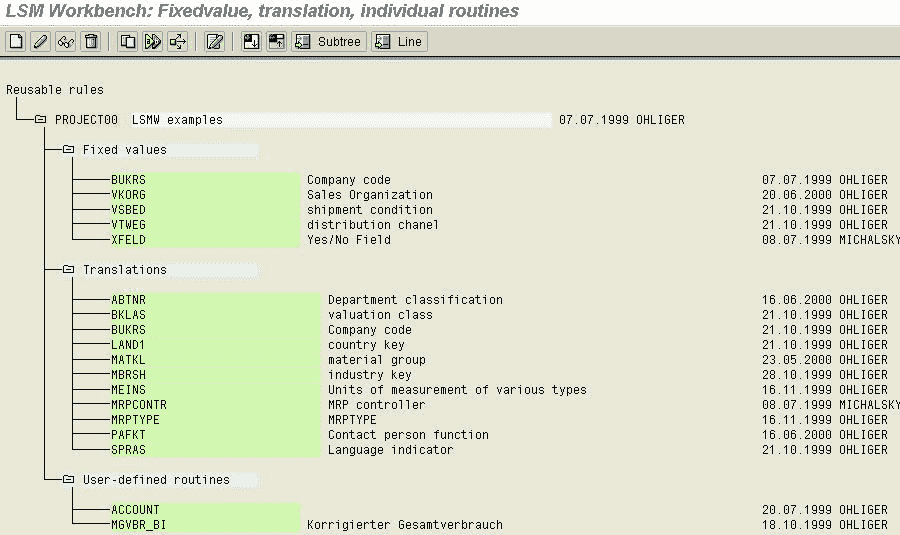 LSM Workbench: Fixedvalue, translation, individual routines
Subtree Line
Reusable rules
PROJECT00 LSMW examples 07.07.1999 OHLIGER
Fixed values
BUKRS Company code 07.07.1999 OHLIGER
VKORG Sales Organization 20.06.2000 OHLIGER
VSBED shipment condition 21.10.1999 OHLIGER
VTWEG distribution chanel 21.10.1999 OHLIGER
XFELD Yes/No Field 08.07.1999 MICHALSKY
Translations
ABTNR Department classification 16.06.2000 OHLIGER
BKLAS valuation class 21.10.1999 OHLIGER
BUKRS Company code 21.10.1999 OHLIGER
LAND1 country key 21.10.1999 OHLIGER
MATKL material group 23.05.2000 OHLIGER
MBRSH industry key 28.10.1999 OHLIGER
MEINS Units of measurement of various types 16.11.1999 OHLIGER
MRPCONTR MRP controller 08.07.1999 MICHALSKY
MRPTYPE MRPTYPE 16.11.1999 OHLIGER
PAFKT Contact person function 16.06.2000 OHLIGER
SPRAS Language indicator 21.10.1999 OHLIGER
User-defined routines
ACCOUNT 20.07.1999 OHLIGER
MGVBR_BI Korrigierter Gesamtverbrauch 18.10.1999 OHLIGER